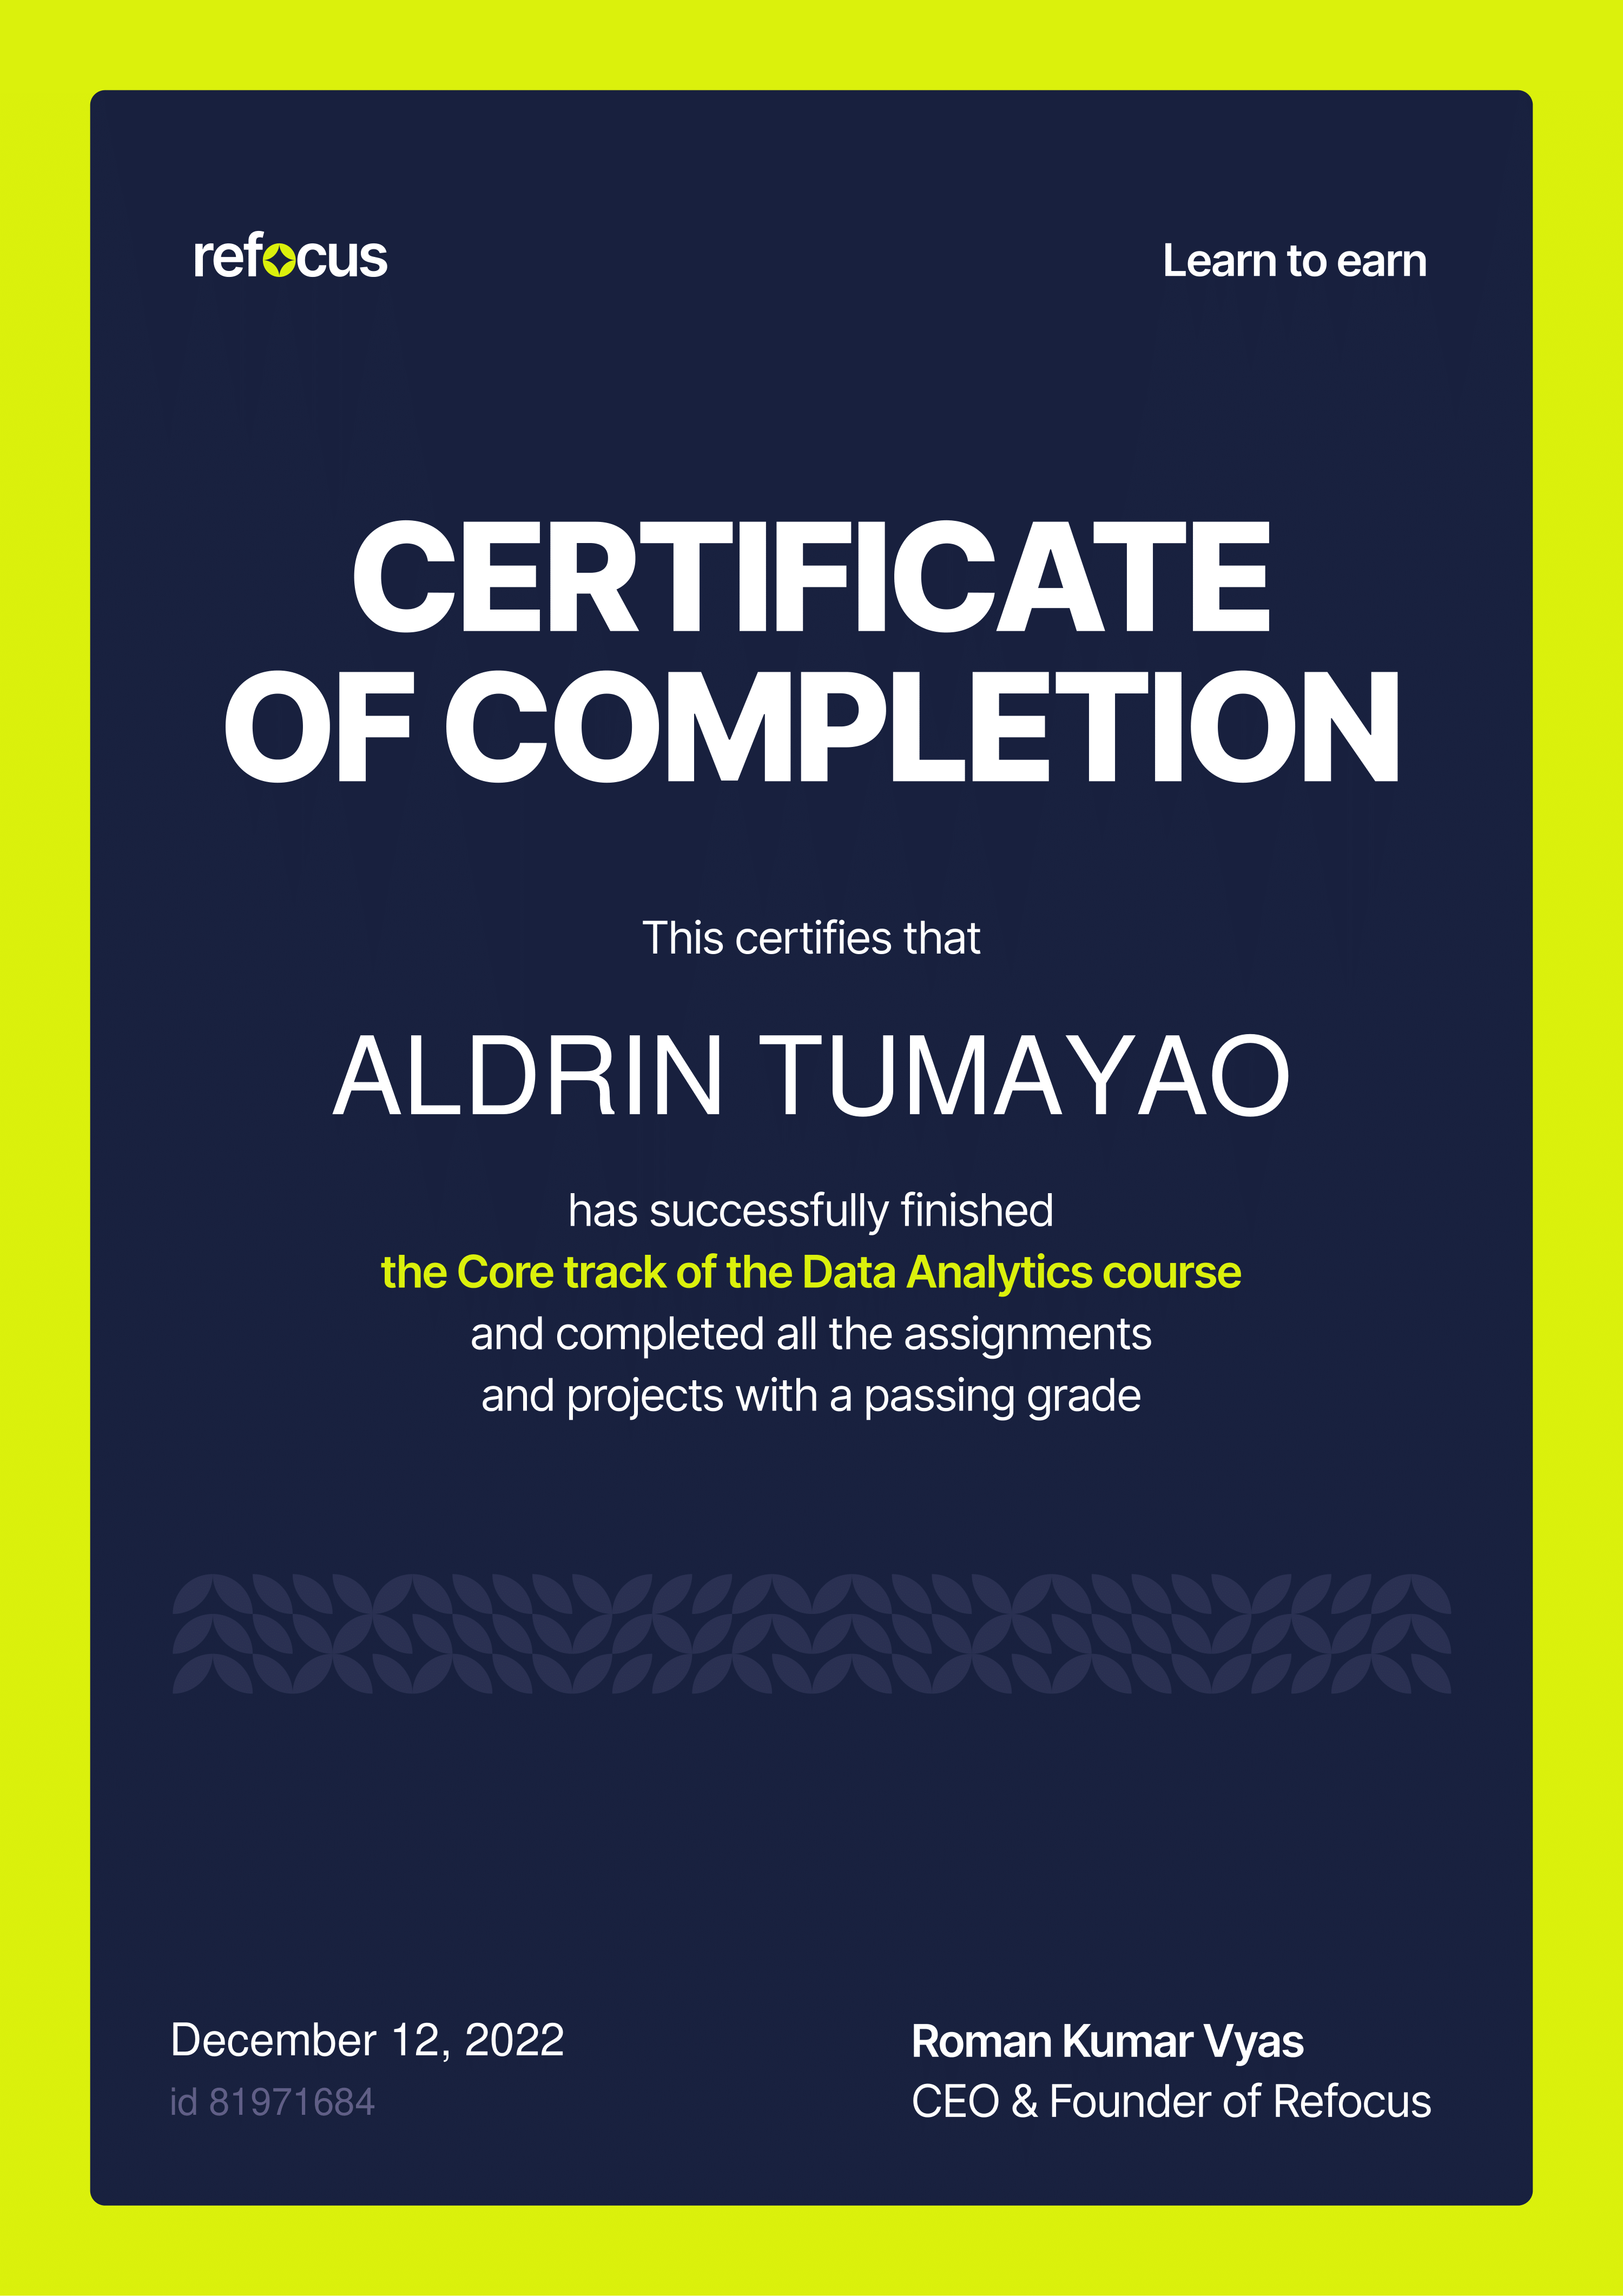 refocus
Learn to earn
CERTIFICATE
OF COMPLETION
This certifies that
ALDRIN TUMAYAO
has successfully finished
the Core track of the Data Analytics course
and completed all the assignments
and projects with a passing grade
December 12, 2022
id 81971684
Roman Kumar Vyas
CEO & Founder of Refocus